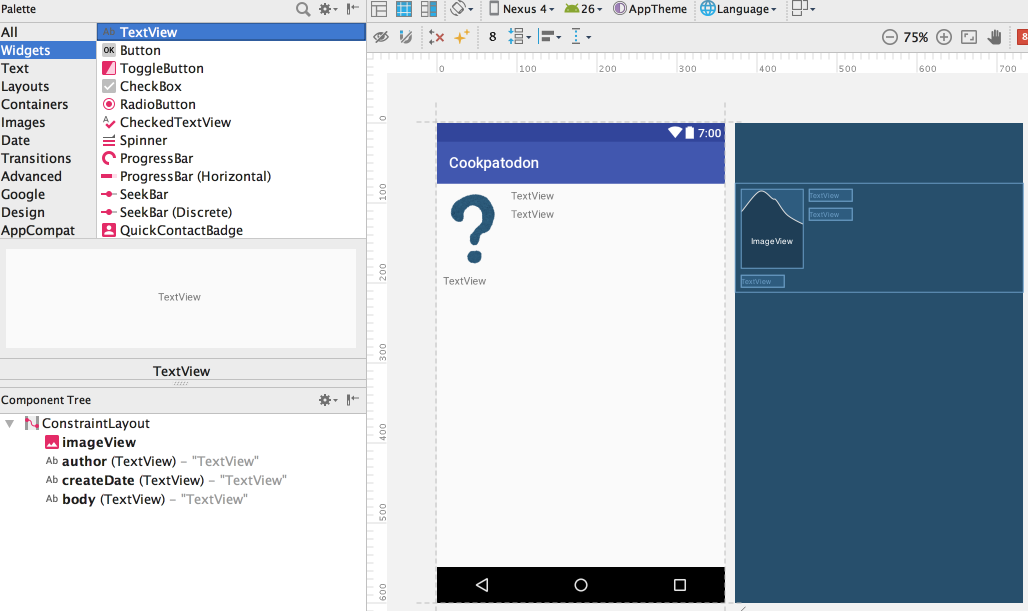 Palette
Nexus 4
26
AppTheme
Language
All
Widgets
Text
Layouts
Containers
Images
Date
Transitions
Advanced
Google
Design
AppCompat
Ab TextView
OK Button
ToggleButton
CheckBox
RadioButton
CheckedTextView
Spinner
ProgressBar
ProgressBar (Horizontal)
SeekBar
SeekBar (Discrete)
QuickContactBadge
TextView
TextView
Component Tree
ConstraintLayout
imageView
Ab author (TextView) – "TextView"
Ab createDate (TextView) – "TextView"
Ab body (TextView) – "TextView"
8
75%
8
0 100 200 300 400 500 600 700
0
100
200
300
400
500
600
7:00
Cookpatodon
TextView
TextView
TextView
ImageView
TextView
TextView
TextView